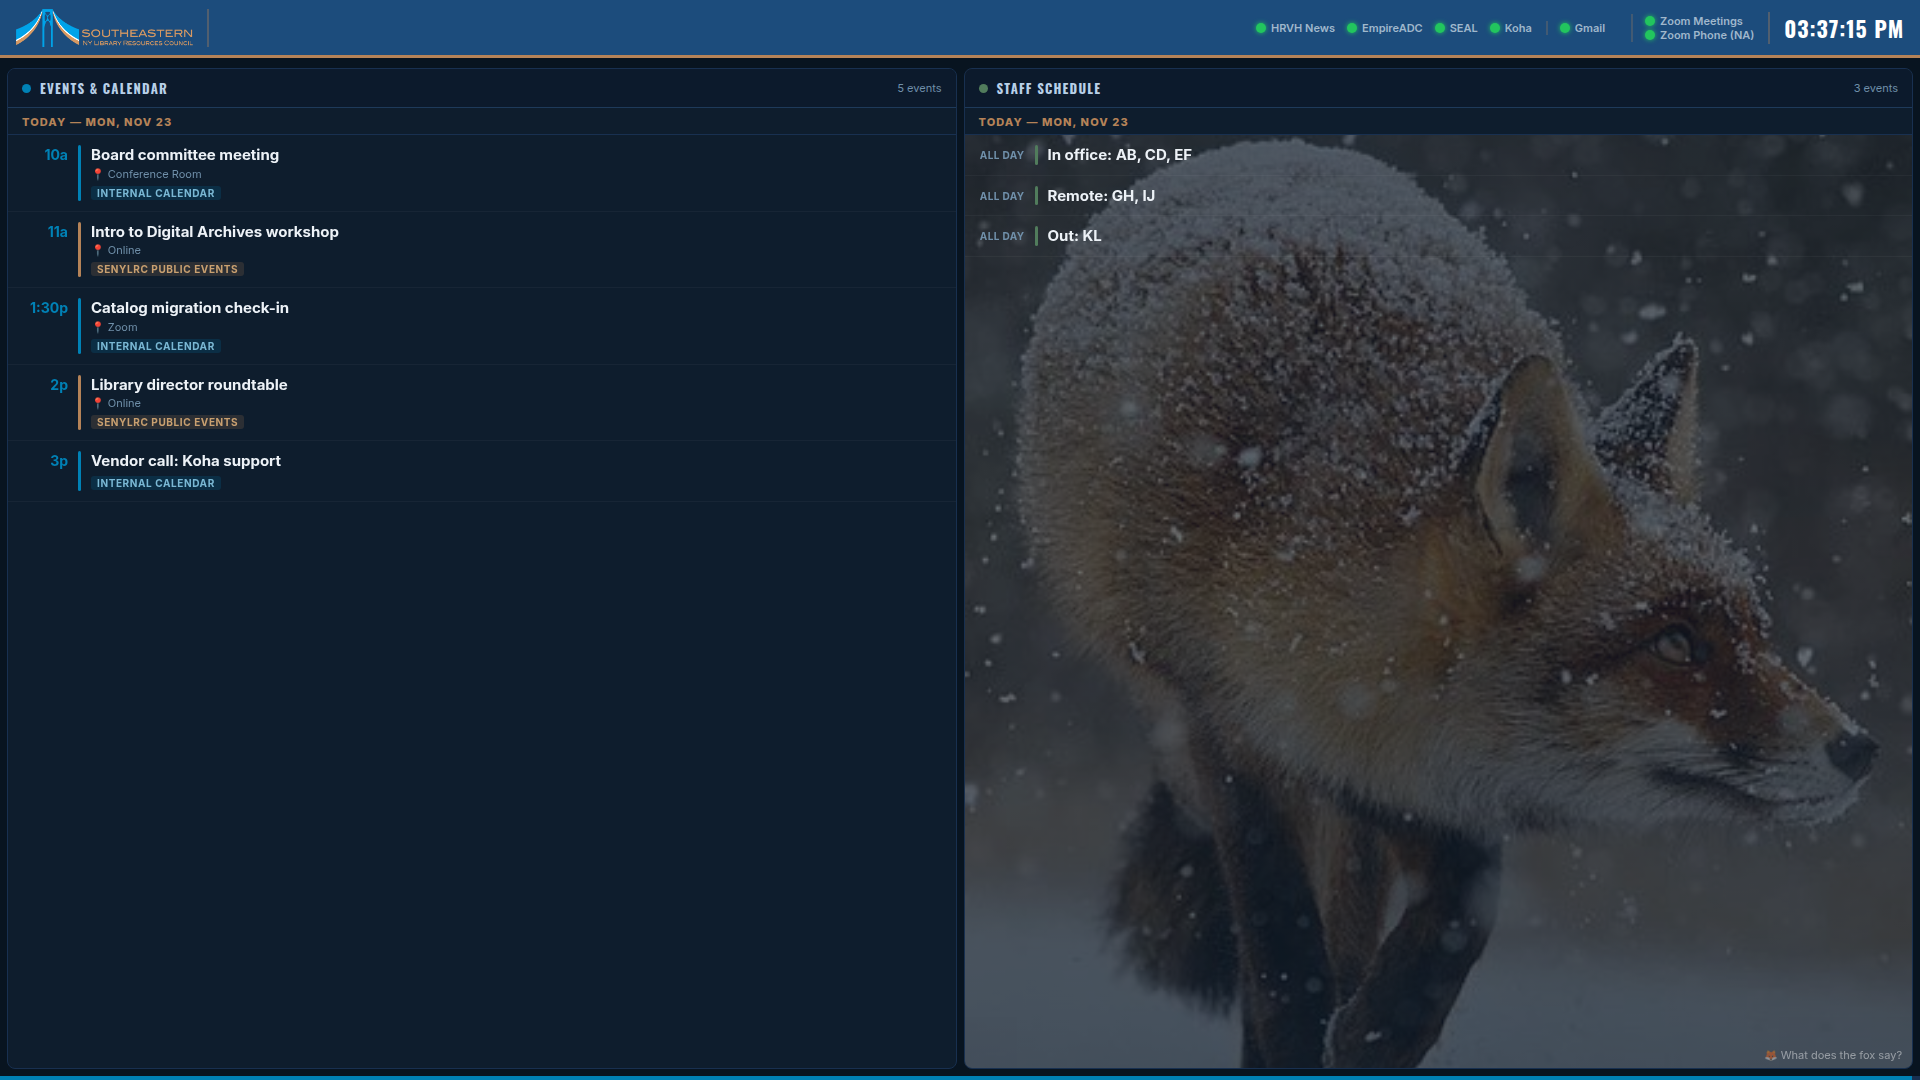 SOUTHEASTERN
NY LIBRARY RESOURCES COUNCIL
HRVH News
EmpireADC
SEAL
Koha
Gmail
Zoom Meetings
Zoom Phone (NA)
03:37:15 PM
EVENTS & CALENDAR
5 events
TODAY — MON, NOV 23
10a
Board committee meeting
📍 Conference Room
INTERNAL CALENDAR
11a
Intro to Digital Archives workshop
📍 Online
SENYLRC PUBLIC EVENTS
1:30p
Catalog migration check-in
📍 Zoom
INTERNAL CALENDAR
2p
Library director roundtable
📍 Online
SENYLRC PUBLIC EVENTS
3p
Vendor call: Koha support
INTERNAL CALENDAR
STAFF SCHEDULE
3 events
TODAY — MON, NOV 23
ALL DAY
In office: AB, CD, EF
ALL DAY
Remote: GH, IJ
ALL DAY
Out: KL
🦊 What does the fox say?